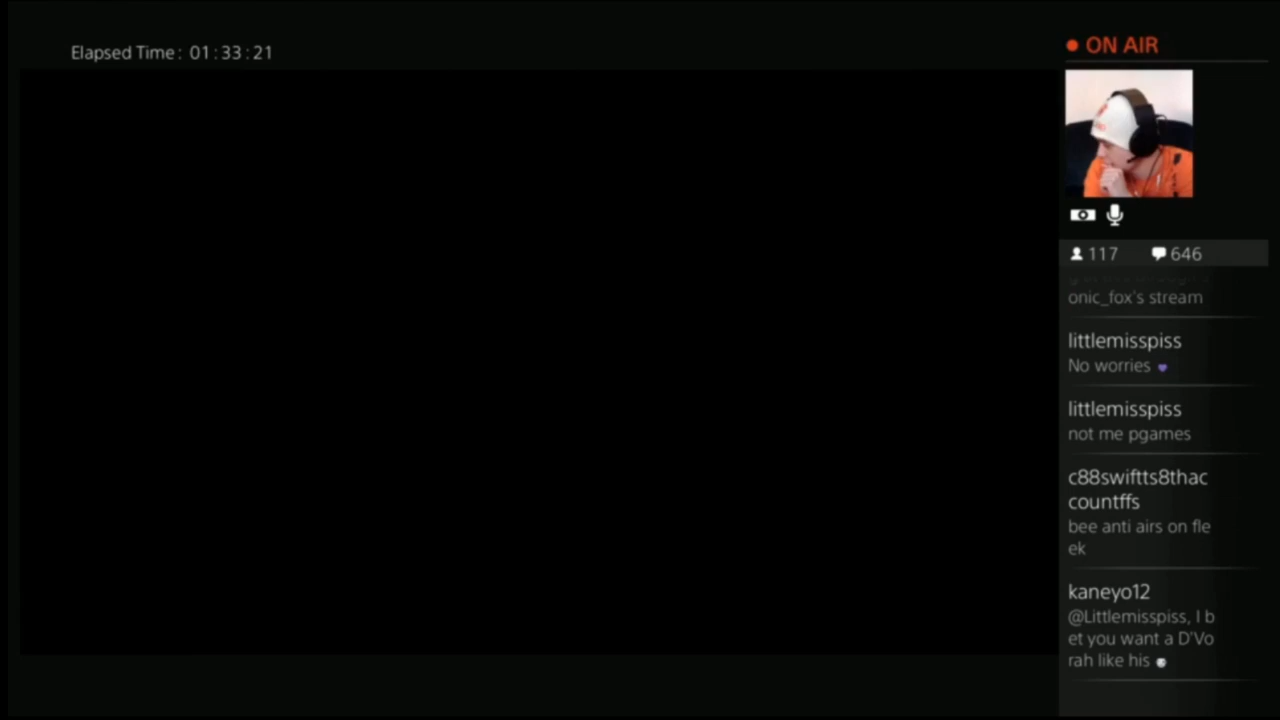 Elapsed Time: 01:33:21
ON AIR
117 646
onic_fox's stream
littlemisspiss
No worries
littlemisspiss
not me pgames
c88swiftts8thac
countffs
bee anti airs on fle
ek
kaneyo12
@Littlemisspiss, I b
et you want a D'Vo
rah like his